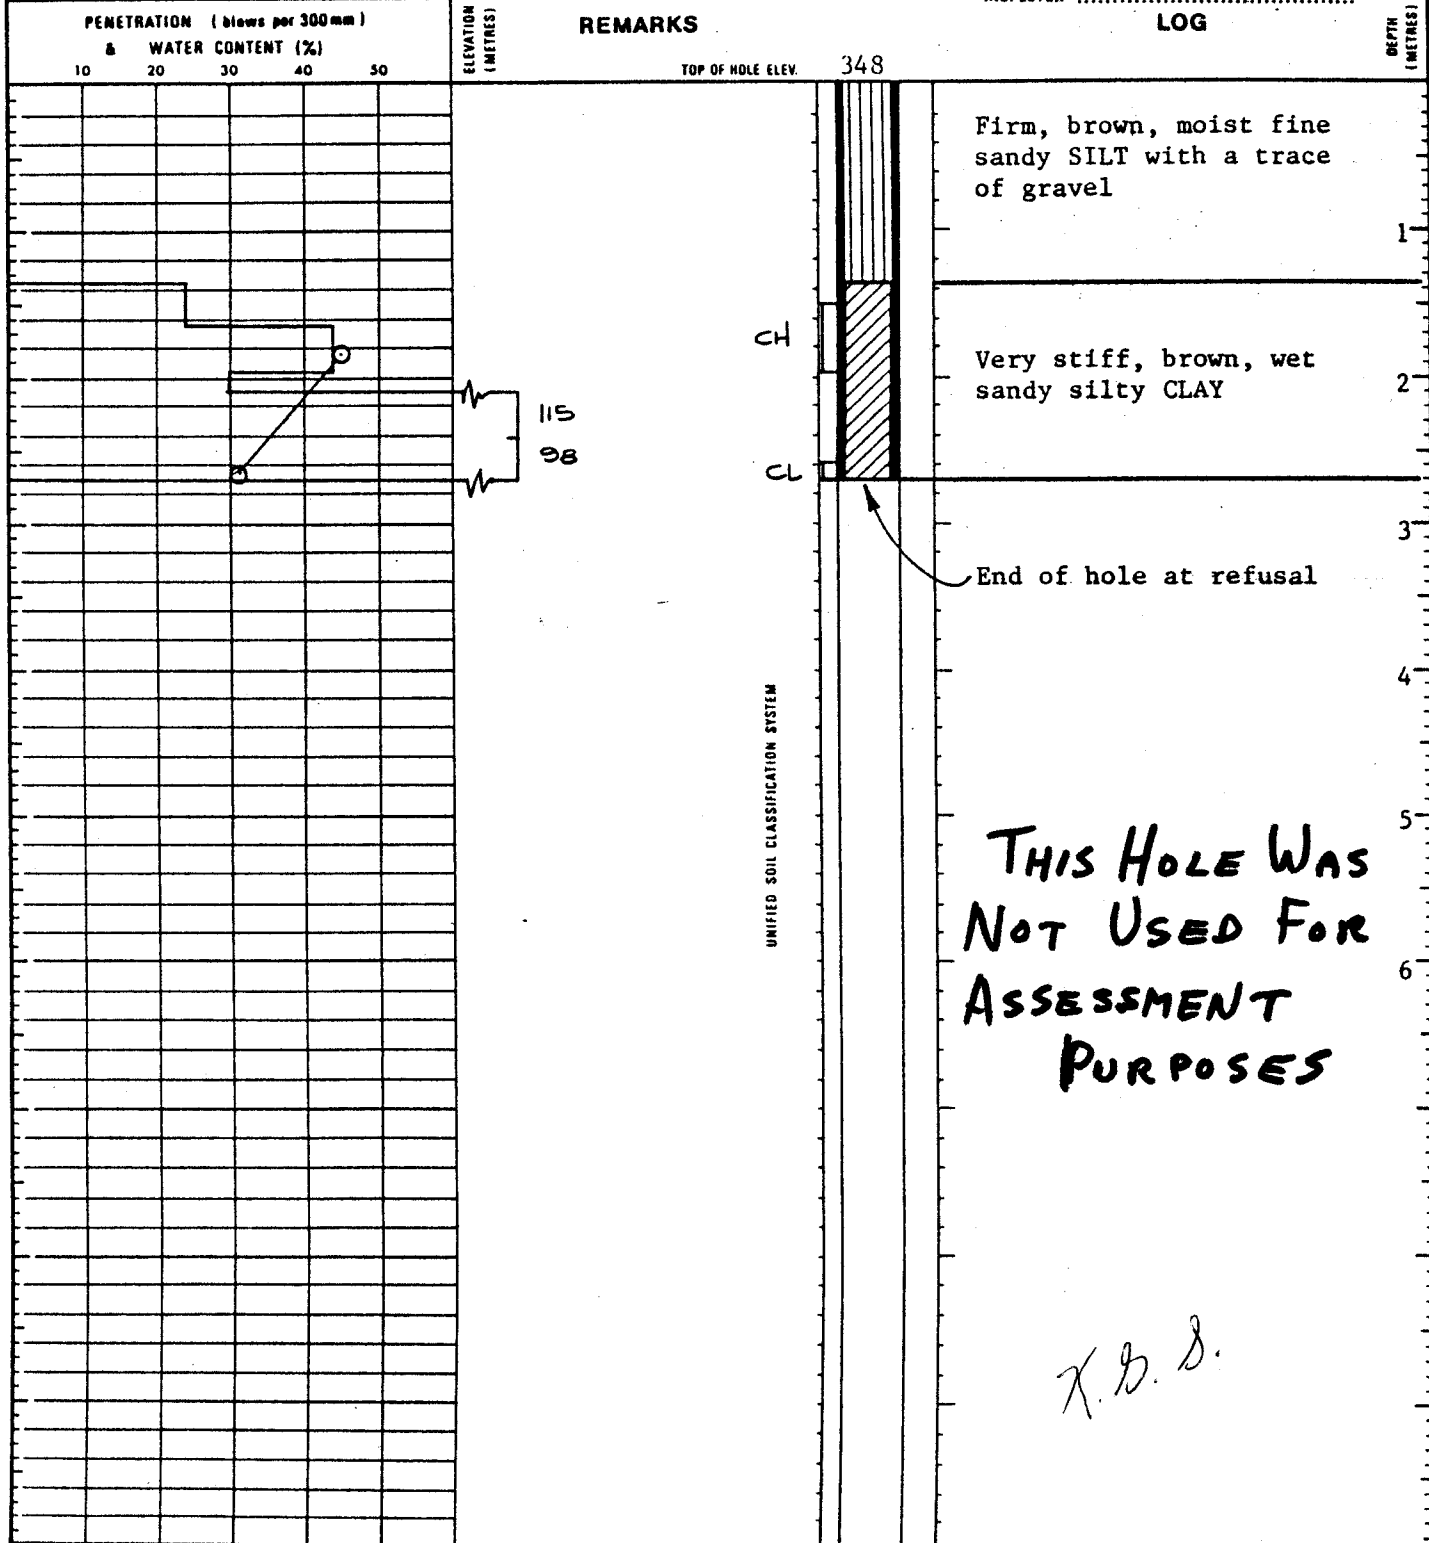 PENETRATION ( blows per 300 mm )
& WATER CONTENT (%)
10 20 30 40 50
ELEVATION
(METRES)
REMARKS
TOP OF HOLE ELEV. 348
LOG
DEPTH
(METRES)
Firm, brown, moist fine
sandy SILT with a trace
of gravel
1
CH
Very stiff, brown, wet
sandy silty CLAY
2
115
98
CL
3
End of hole at refusal
4
UNIFIED SOIL CLASSIFICATION SYSTEM
5
THIS HOLE WAS
NOT USED FOR
ASSESSMENT
PURPOSES
6